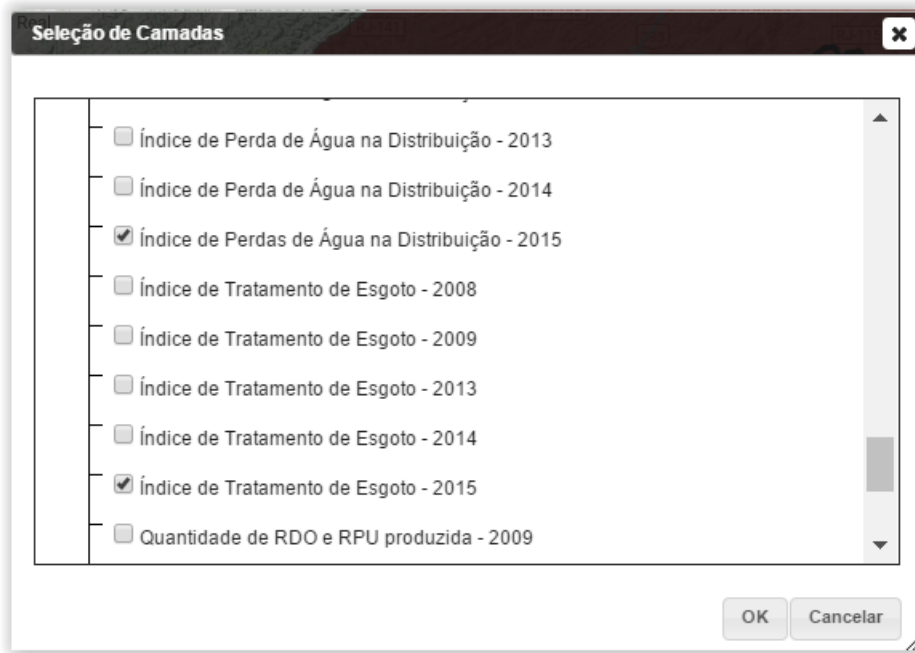 Real
RJ-141
Seleção de Camadas
Índice de Perda de Água na Distribuição - 2013
Índice de Perda de Água na Distribuição - 2014
Índice de Perdas de Água na Distribuição - 2015
Índice de Tratamento de Esgoto - 2008
Índice de Tratamento de Esgoto - 2009
Índice de Tratamento de Esgoto - 2013
Índice de Tratamento de Esgoto - 2014
Índice de Tratamento de Esgoto - 2015
Quantidade de RDO e RPU produzida - 2009
OK
Cancelar